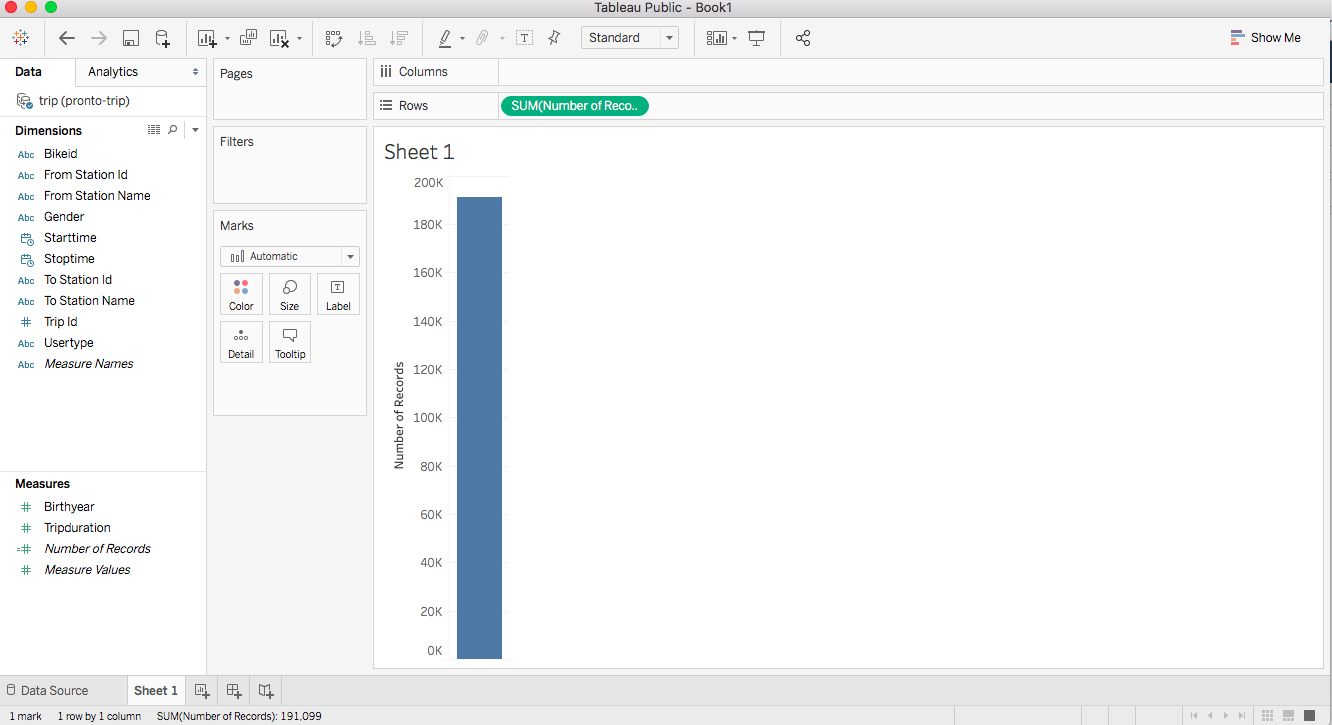 Tableau Public - Book1
Standard
Show Me
Data
Analytics
trip (pronto-trip)
Dimensions
Abc Bikeid
Abc From Station Id
Abc From Station Name
Abc Gender
Starttime
Stoptime
Abc To Station Id
Abc To Station Name
# Trip Id
Abc Usertype
Abc Measure Names
Measures
# Birthyear
# Tripduration
=# Number of Records
# Measure Values
Pages
Filters
Marks
Automatic
Color Size Label
Detail Tooltip
Columns
Rows SUM(Number of Reco..
Sheet 1
200K
180K
160K
140K
120K
100K
80K
60K
40K
20K
0K
Number of Records
Data Source
Sheet 1
1 mark 1 row by 1 column SUM(Number of Records): 191,099